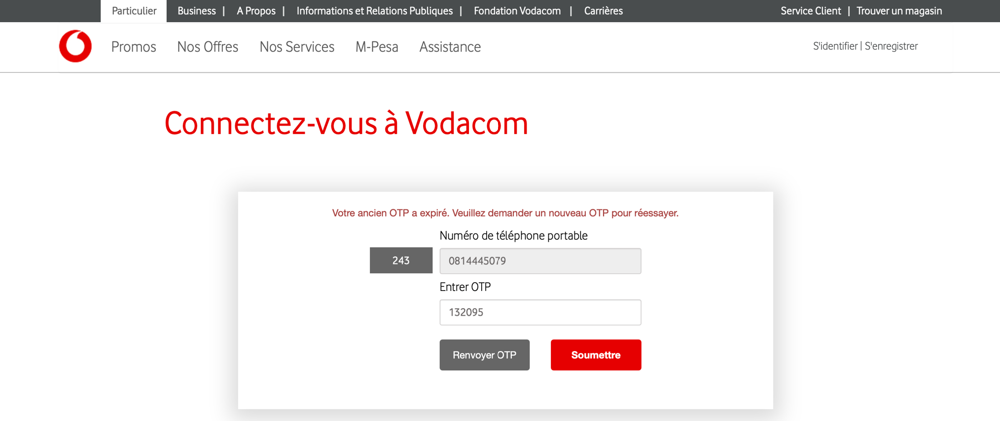 Particulier Business | A Propos | Informations et Relations Publiques | Fondation Vodacom | Carrières Service Client | Trouver un magasin
Promos Nos Offres Nos Services M-Pesa Assistance S'identifier | S'enregistrer
Connectez-vous à Vodacom
Votre ancien OTP a expiré. Veuillez demander un nouveau OTP pour réessayer.
Numéro de téléphone portable
243 0814445079
Entrer OTP
132095
Renvoyer OTP Soumettre